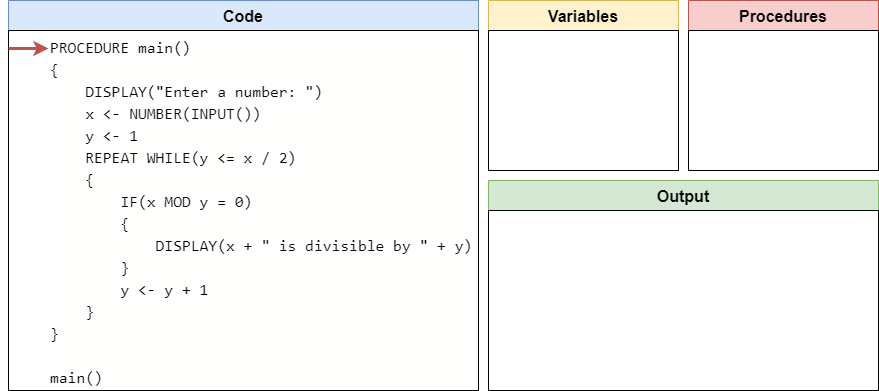 Code
PROCEDURE main()
{
    DISPLAY("Enter a number: ")
    x <- NUMBER(INPUT())
    y <- 1
    REPEAT WHILE(y <= x / 2)
    {
        IF(x MOD y = 0)
        {
            DISPLAY(x + " is divisible by " + y)
        }
        y <- y + 1
    }
}
main()
Variables
Procedures
Output